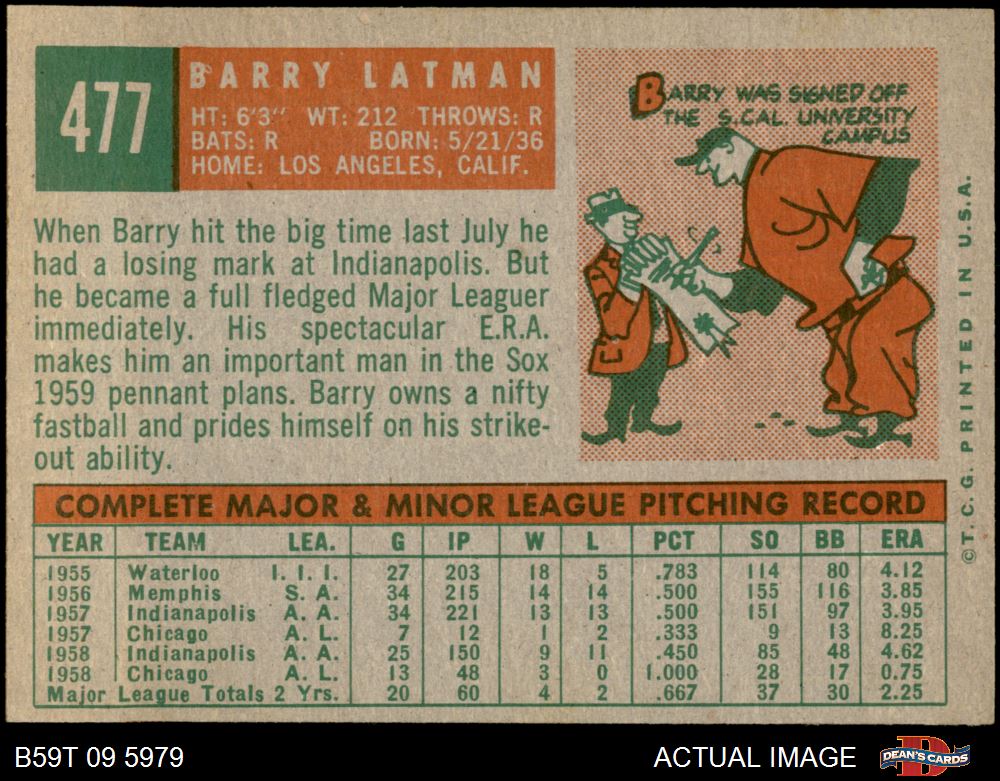 477
BARRY LATMAN
HT: 6'3" WT: 212 THROWS: R
BATS: R BORN: 5/21/36
HOME: LOS ANGELES, CALIF.
BARRY WAS SIGNED OFF
THE S.CAL. UNIVERSITY
CAMPUS
When Barry hit the big time last July he
had a losing mark at Indianapolis. But
he became a full fledged Major Leaguer
immediately. His spectacular E.R.A.
makes him an important man in the Sox
1959 pennant plans. Barry owns a nifty
fastball and prides himself on his strike-
out ability.
©T. C. G. PRINTED IN U.S.A.
COMPLETE MAJOR & MINOR LEAGUE PITCHING RECORD
YEAR TEAM LEA. G IP W L PCT SO BB ERA
1955 Waterloo I. I. I. 27 203 18 5 .783 114 80 4.12
1956 Memphis S. A. 34 215 14 14 .500 155 116 3.85
1957 Indianapolis A. A. 34 221 13 13 .500 151 97 3.95
1957 Chicago A. L. 7 12 1 2 .333 9 13 8.25
1958 Indianapolis A. A. 25 150 9 11 .450 85 48 4.62
1958 Chicago A. L. 13 48 3 0 1.000 28 17 0.75
Major League Totals 2 Yrs. 20 60 4 2 .667 37 30 2.25
B59T 09 5979
ACTUAL IMAGE
DEAN'S CARDS